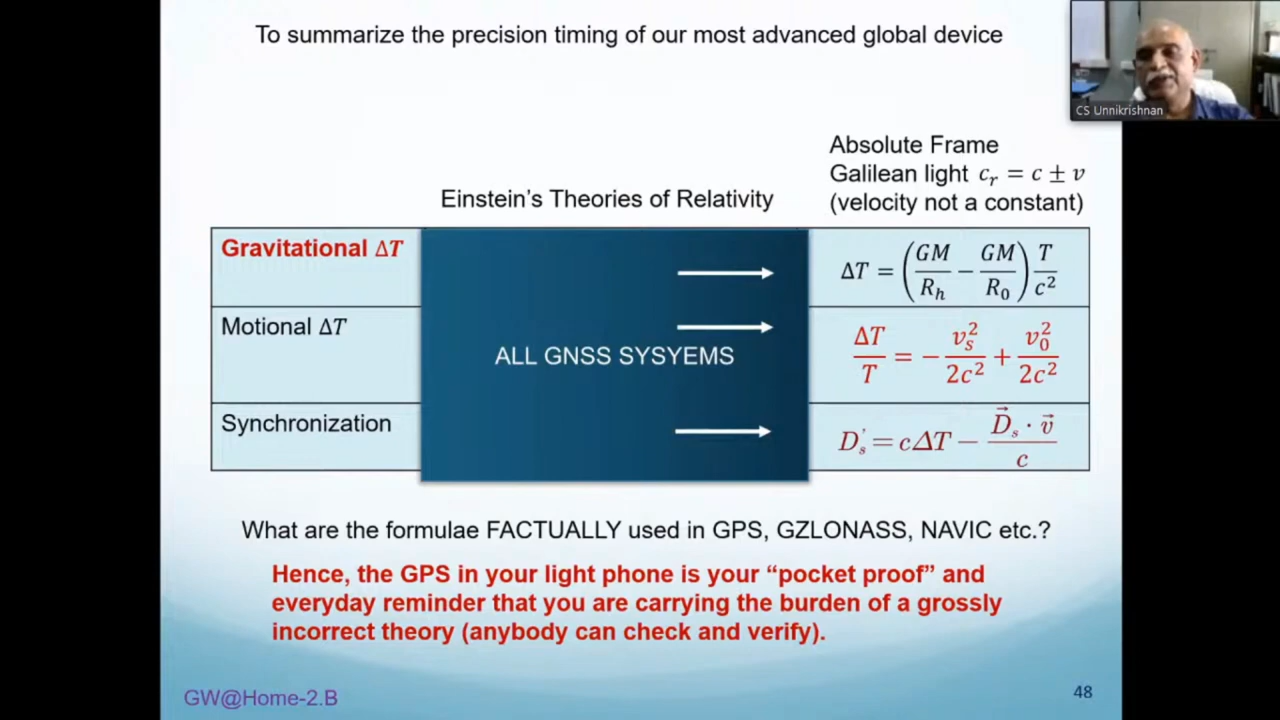 To summarize the precision timing of our most advanced global device
CS Unnikrishnan
Absolute Frame
Galilean light c_r = c ± v
(velocity not a constant)
Einstein's Theories of Relativity
Gravitational ΔT
ΔT = (GM/R_h − GM/R_0) T/c²
Motional ΔT
ΔT/T = − v_s²/2c² + v_0²/2c²
ALL GNSS SYSYEMS
Synchronization
D_s' = cΔT − D⃗_s · v⃗/c
What are the formulae FACTUALLY used in GPS, GZLONASS, NAVIC etc.?
Hence, the GPS in your light phone is your “pocket proof” and
everyday reminder that you are carrying the burden of a grossly
incorrect theory (anybody can check and verify).
GW@Home-2.B
48